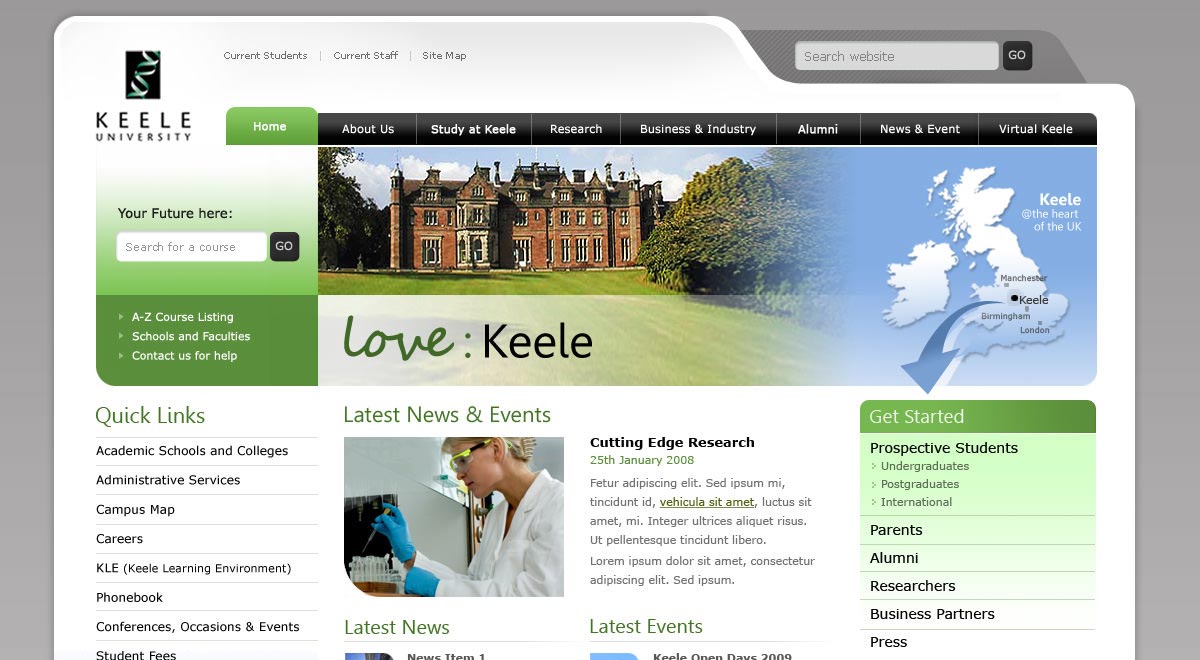 Current Students
Current Staff
Site Map
Search website
GO
KEELE
UNIVERSITY
Home
About Us
Study at Keele
Research
Business & Industry
Alumni
News & Event
Virtual Keele
Your Future here:
Search for a course
GO
A-Z Course Listing
Schools and Faculties
Contact us for help
love : Keele
Keele
@the heart
of the UK
Manchester
Keele
Birmingham
London
Quick Links
Academic Schools and Colleges
Administrative Services
Campus Map
Careers
KLE (Keele Learning Environment)
Phonebook
Conferences, Occasions & Events
Student Fees
Latest News & Events
Cutting Edge Research
25th January 2008
Fetur adipiscing elit. Sed ipsum mi,
tincidunt id, vehicula sit amet, luctus sit
amet, mi. Integer ultrices aliquet risus.
Ut pellentesque tincidunt libero.
Lorem ipsum dolor sit amet, consectetur
adipiscing elit. Sed ipsum.
Latest News
News Item 1
Latest Events
Keele Open Days 2009
Get Started
Prospective Students
Undergraduates
Postgraduates
International
Parents
Alumni
Researchers
Business Partners
Press